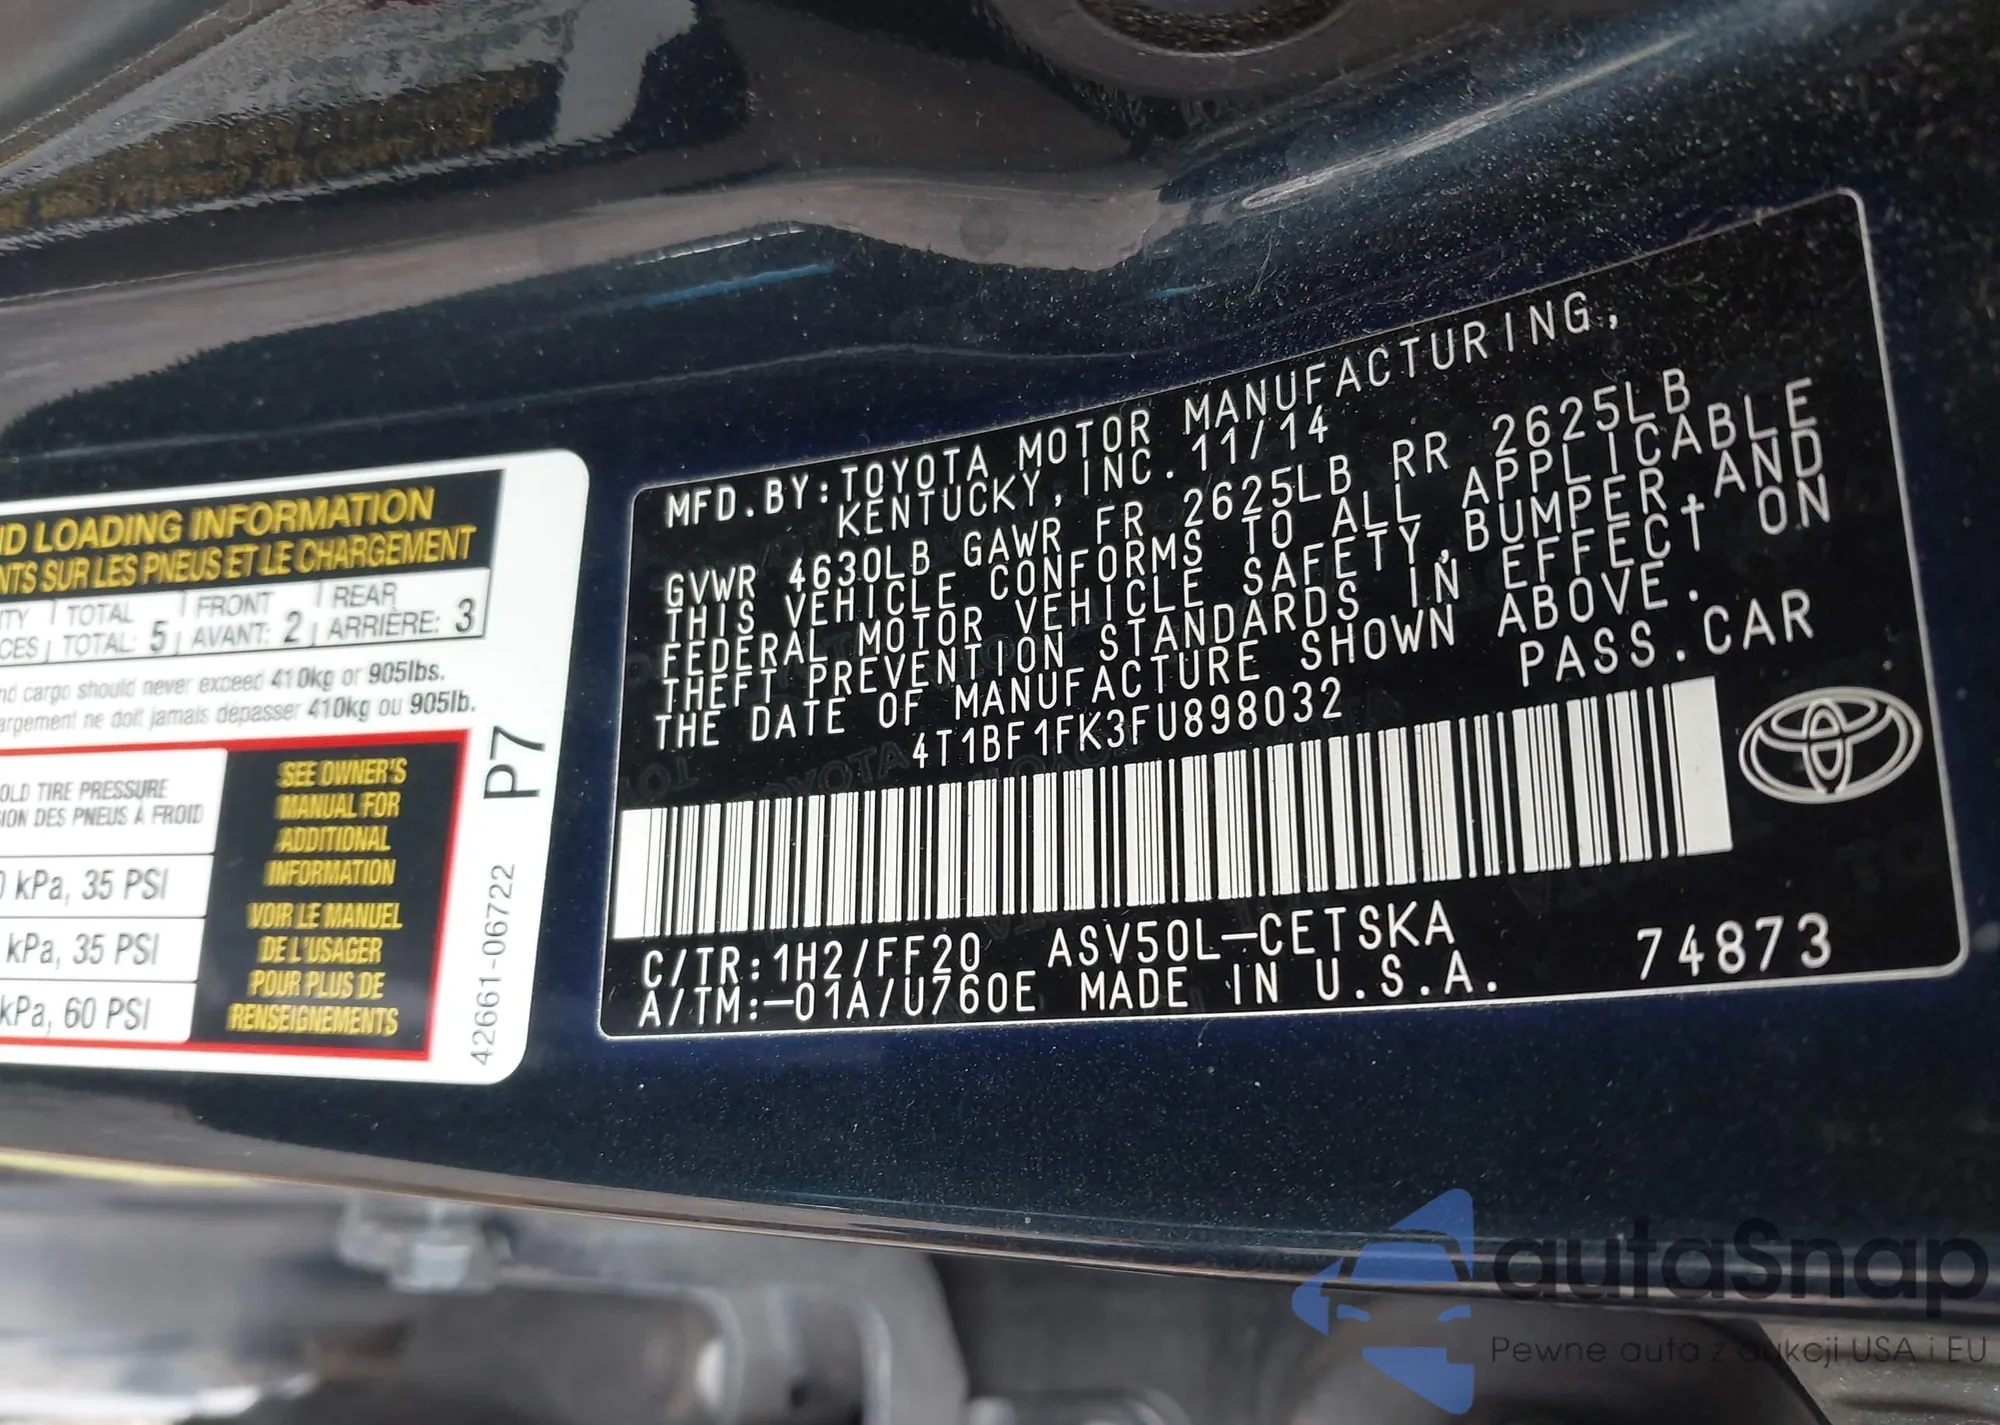 ND LOADING INFORMATION
NTS SUR LES PNEUS ET LE CHARGEMENT
TOTAL FRONT REAR
TOTAL: 5 AVANT: 2 ARRIÈRE: 3
nd cargo should never exceed 410kg or 905lbs.
argement ne doit jamais dépasser 410kg ou 905lb.
OLD TIRE PRESSURE
ION DES PNEUS À FROID
kPa, 35 PSI
kPa, 35 PSI
kPa, 60 PSI
SEE OWNER'S
MANUAL FOR
ADDITIONAL
INFORMATION
VOIR LE MANUEL
DE L'USAGER
POUR PLUS DE
RENSEIGNEMENTS
P7
42661-06722
MFD.BY:TOYOTA MOTOR MANUFACTURING,
KENTUCKY,INC.11/14
GVWR 4630LB GAWR FR 2625LB RR 2625LB
THIS VEHICLE CONFORMS TO ALL APPLICABLE
FEDERAL MOTOR VEHICLE SAFETY,BUMPER,AND
THEFT PREVENTION STANDARDS IN EFFECT ON
THE DATE OF MANUFACTURE SHOWN ABOVE.
4T1BF1FK3FU898032 PASS.CAR
C/TR:1H2/FF20 ASV50L-CETSKA 74873
A/TM:-01A/U760E MADE IN U.S.A.
autaSnap
Pewne auta z aukcji USA i EU